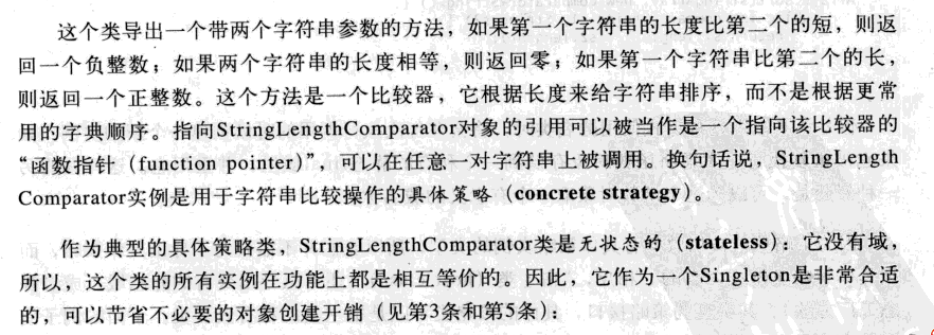 这个类导出一个带两个字符串参数的方法，如果第一个字符串的长度比第二个的短，则返
回一个负整数；如果两个字符串的长度相等，则返回零；如果第一个字符串比第二个的长，
则返回一个正整数。这个方法是一个比较器，它根据长度来给字符串排序，而不是根据更常
用的字典顺序。指向StringLengthComparator对象的引用可以被当作是一个指向该比较器的
“函数指针（function pointer）”，可以在任意一对字符串上被调用。换句话说，StringLength
Comparator实例是用于字符串比较操作的具体策略（concrete strategy）。
作为典型的具体策略类，StringLengthComparator类是无状态的（stateless）：它没有域，
所以，这个类的所有实例在功能上都是相互等价的。因此，它作为一个Singleton是非常合适
的，可以节省不必要的对象创建开销（见第3条和第5条）：